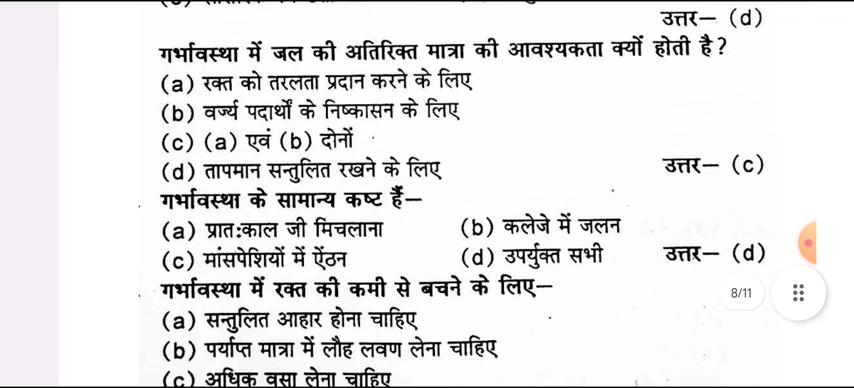 उत्तर— (d)
गर्भावस्था में जल की अतिरिक्त मात्रा की आवश्यकता क्यों होती है?
(a) रक्त को तरलता प्रदान करने के लिए
(b) वर्ज्य पदार्थों के निष्कासन के लिए
(c) (a) एवं (b) दोनों
(d) तापमान सन्तुलित रखने के लिए उत्तर— (c)
गर्भावस्था के सामान्य कष्ट हैं—
(a) प्रात:काल जी मिचलाना (b) कलेजे में जलन
(c) मांसपेशियों में ऐंठन (d) उपर्युक्त सभी उत्तर— (d)
गर्भावस्था में रक्त की कमी से बचने के लिए—
8/11
(a) सन्तुलित आहार होना चाहिए
(b) पर्याप्त मात्रा में लौह लवण लेना चाहिए
(c) अधिक वसा लेना चाहिए